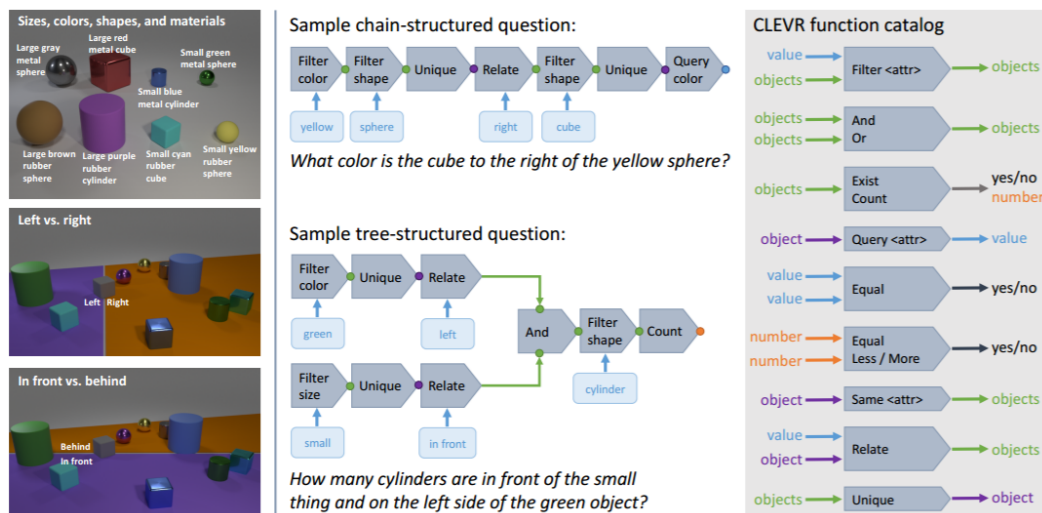 Sizes, colors, shapes, and materials
Large gray
metal
sphere
Large red
metal cube
Small green
metal sphere
Small blue
metal cylinder
Large brown
rubber
sphere
Large purple
rubber
cylinder
Small cyan
rubber
cube
Small yellow
rubber
sphere
Left vs. right
Left Right
In front vs. behind
Behind
In front
Sample chain-structured question:
Filter
color
Filter
shape
Unique
Relate
Filter
shape
Unique
Query
color
yellow
sphere
right
cube
What color is the cube to the right of the yellow sphere?
Sample tree-structured question:
Filter
color
Unique
Relate
green
left
And
Filter
shape
Count
cylinder
Filter
size
Unique
Relate
small
in front
How many cylinders are in front of the small
thing and on the left side of the green object?
CLEVR function catalog
value
objects
Filter <attr>
objects
objects
objects
And
Or
objects
objects
Exist
Count
yes/no
number
object
Query <attr>
value
value
value
Equal
yes/no
number
number
Equal
Less / More
yes/no
object
Same <attr>
objects
value
object
Relate
objects
objects
Unique
object